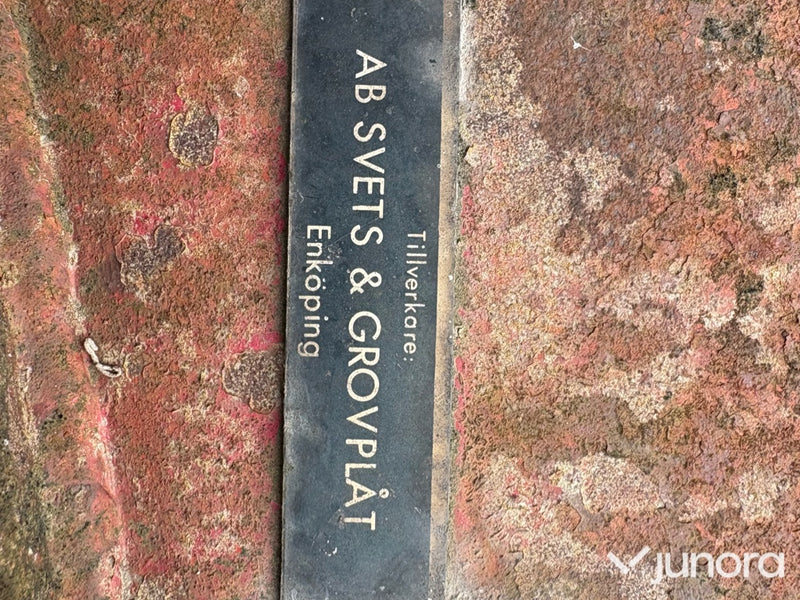 Tillverkare:
AB SVETS & GROVPLÅT
Enköping
junora